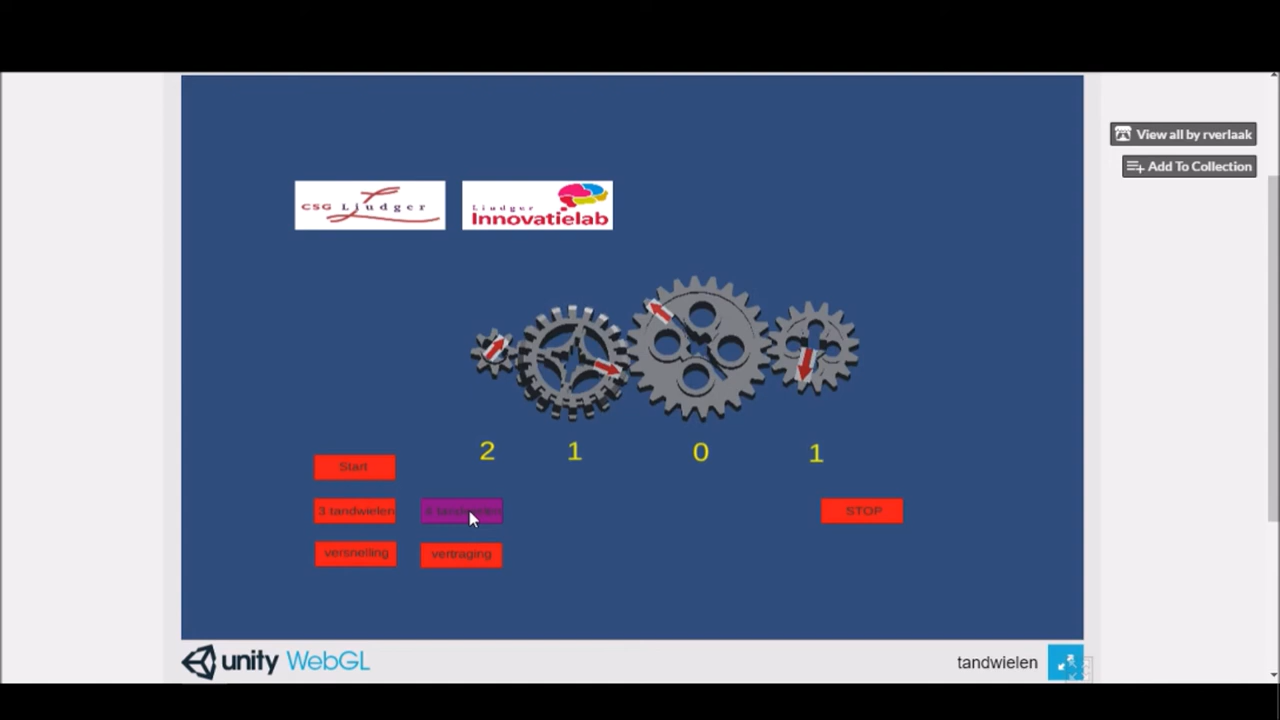 View all by rverlaak
Add To Collection
CSG Liudger
Liudger
Innovatielab
2 1 0 1
Start
3 tandwielen
STOP
versnelling
vertraging
unity WebGL
tandwielen